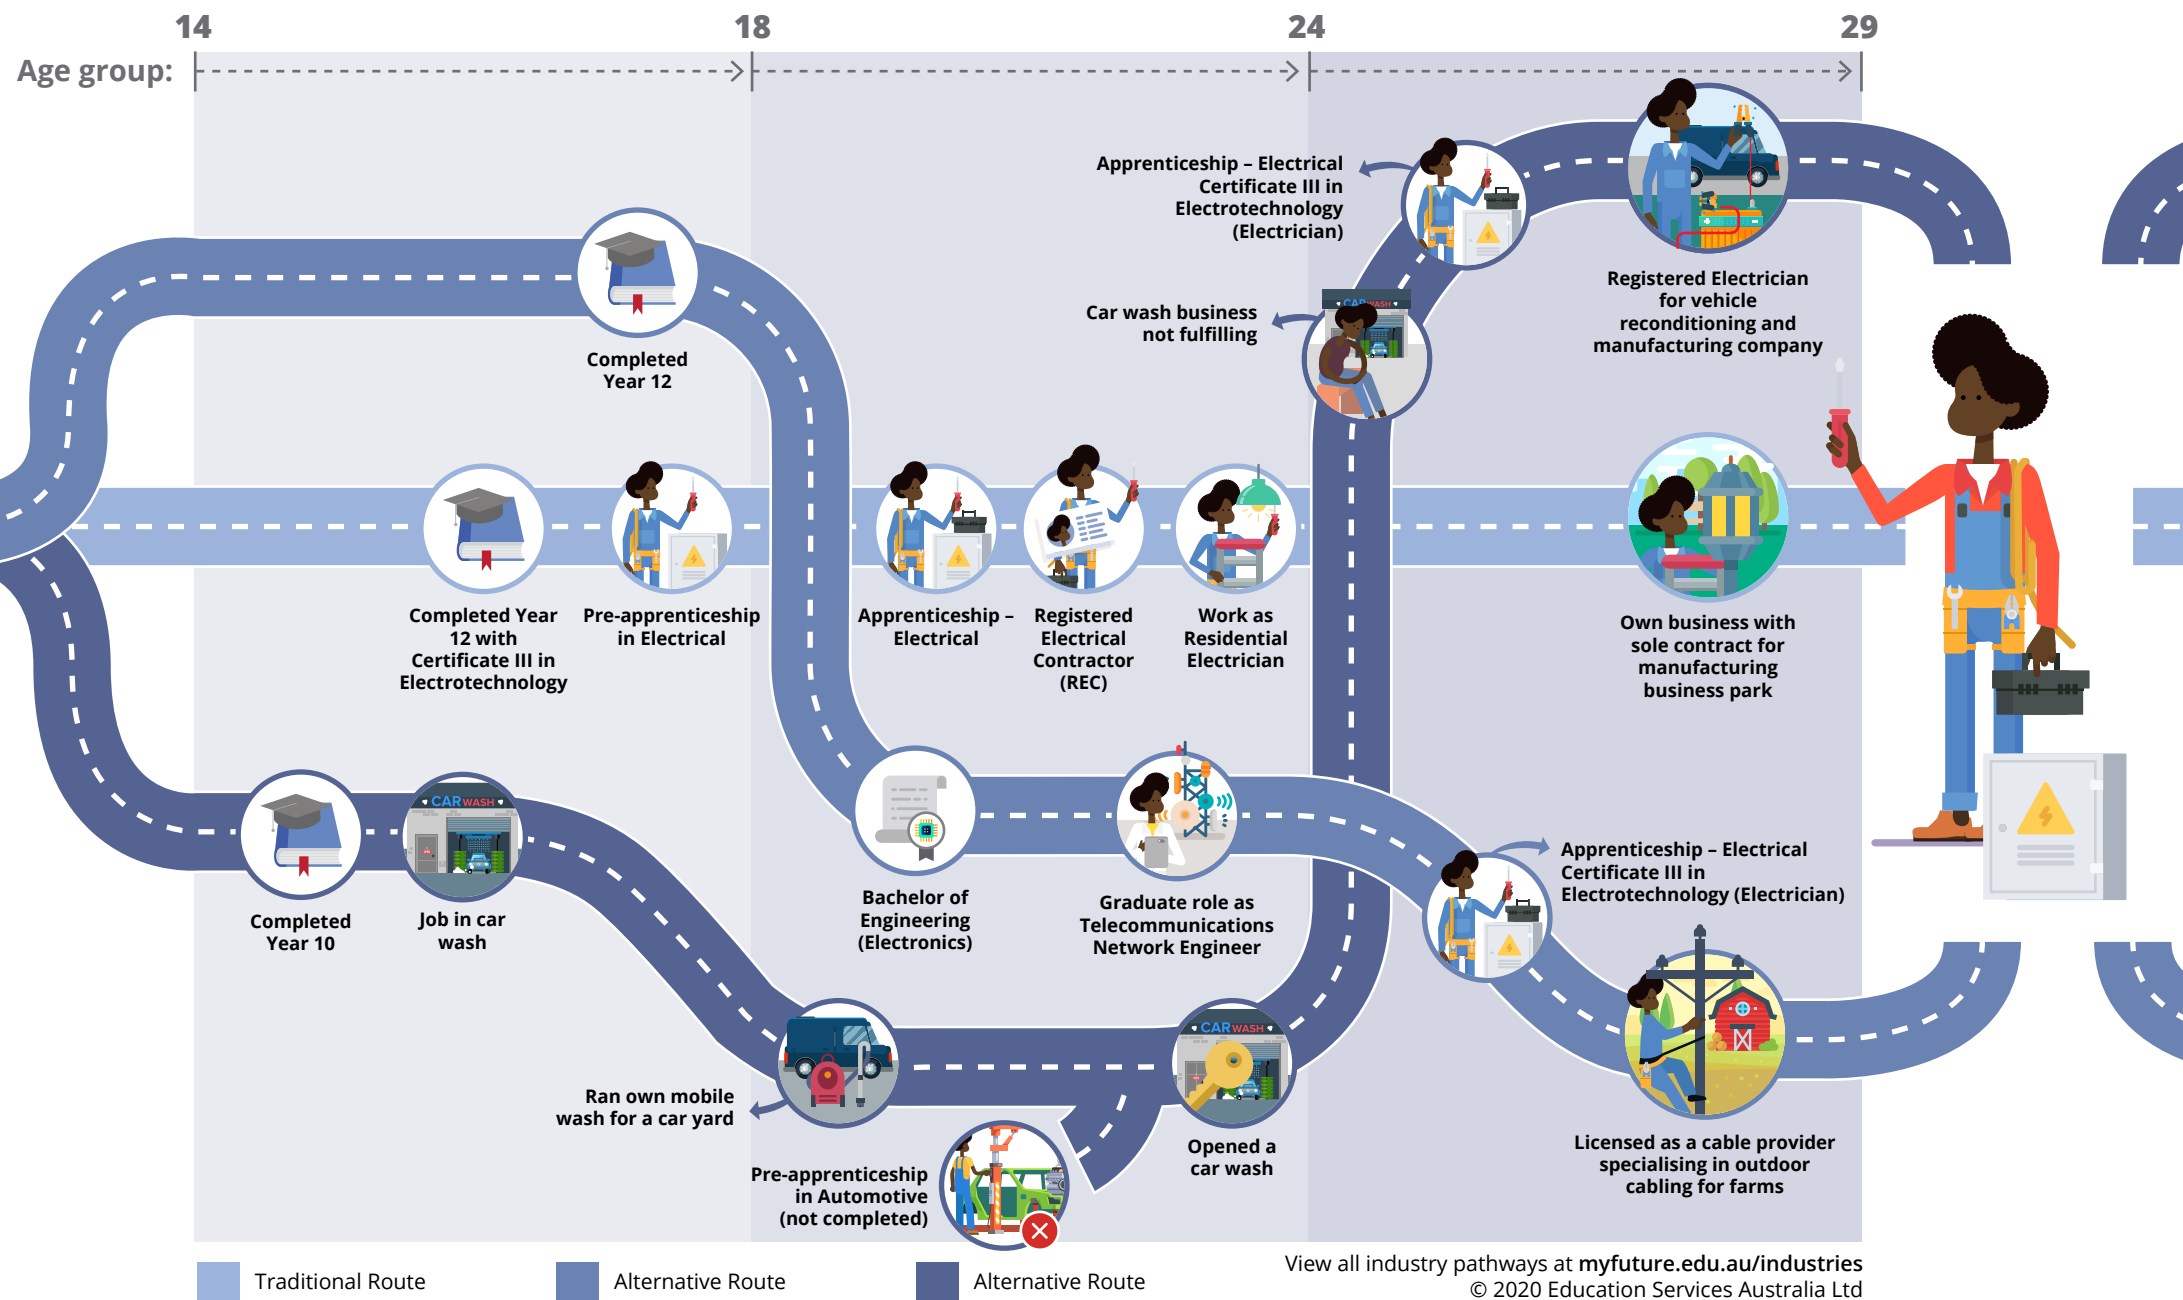 14
18
24
29
Age group:
Apprenticeship – Electrical
Certificate III in
Electrotechnology
(Electrician)
Car wash business
not fulfilling
CAR WASH
Registered Electrician
for vehicle
reconditioning and
manufacturing company
Completed
Year 12
Completed Year
12 with
Certificate III in
Electrotechnology
Pre-apprenticeship
in Electrical
Apprenticeship –
Electrical
Registered
Electrical
Contractor
(REC)
Work as
Residential
Electrician
Own business with
sole contract for
manufacturing
business park
Completed
Year 10
CAR WASH
Job in car
wash
Bachelor of
Engineering
(Electronics)
Graduate role as
Telecommunications
Network Engineer
Apprenticeship – Electrical
Certificate III in
Electrotechnology (Electrician)
Ran own mobile
wash for a car yard
Pre-apprenticeship
in Automotive
(not completed)
CAR WASH
Opened a
car wash
Licensed as a cable provider
specialising in outdoor
cabling for farms
Traditional Route
Alternative Route
Alternative Route
View all industry pathways at myfuture.edu.au/industries
© 2020 Education Services Australia Ltd